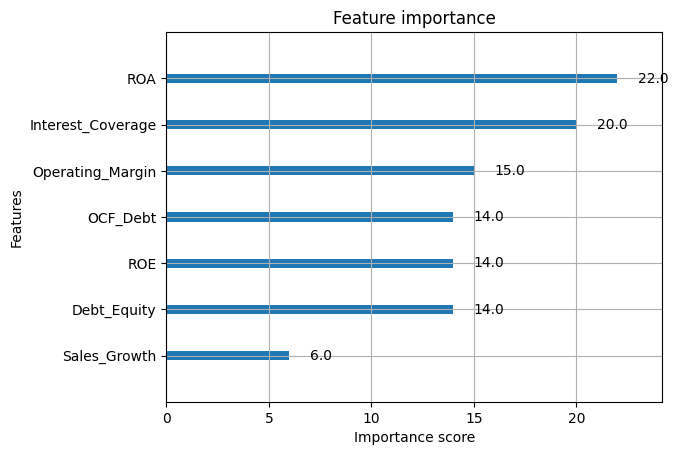 Feature importance
ROA 22.0
Interest_Coverage 20.0
Operating_Margin 15.0
OCF_Debt 14.0
ROE 14.0
Debt_Equity 14.0
Sales_Growth 6.0
Features
0 5 10 15 20
Importance score